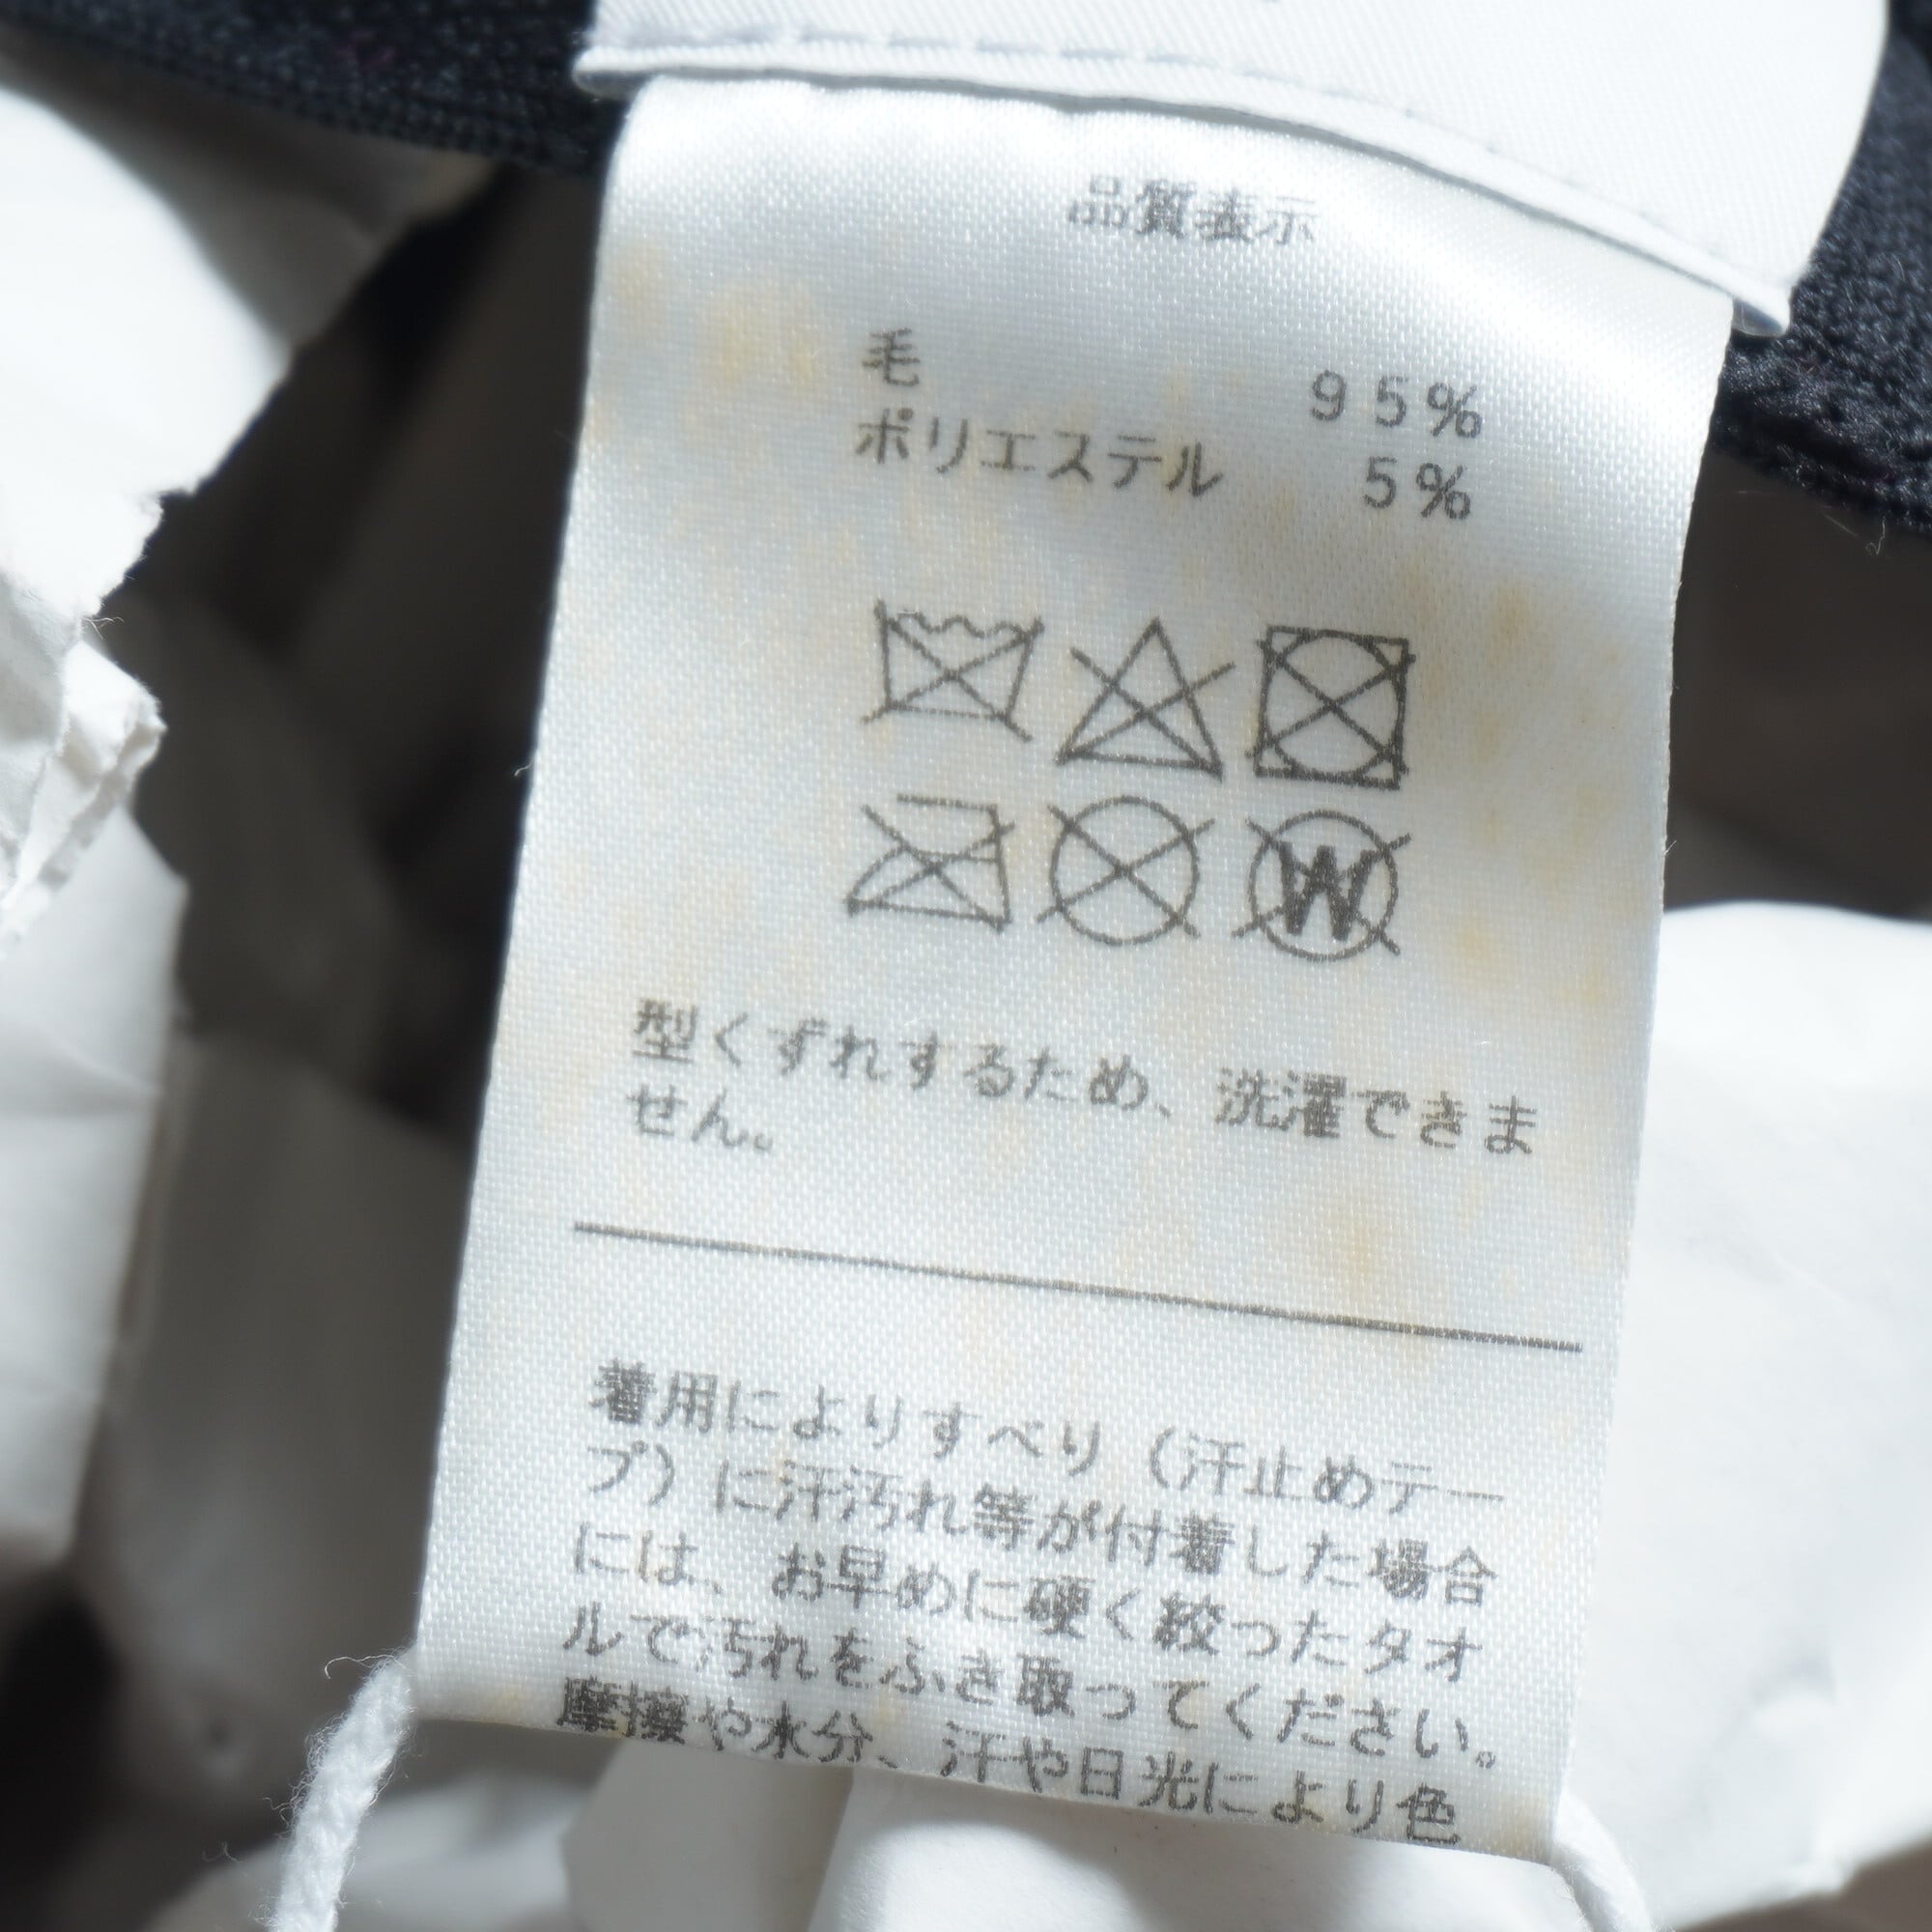 品質表示
毛 95%
ポリエステル 5%
W
型くずれするため、洗濯できま
せん。
着用によりすべり（汗止めテー
プ）に汗汚れ等が付着した場合
には、お早めに硬く絞ったタオ
ルで汚れをふき取ってください。
摩擦や水分、汗や日光により色